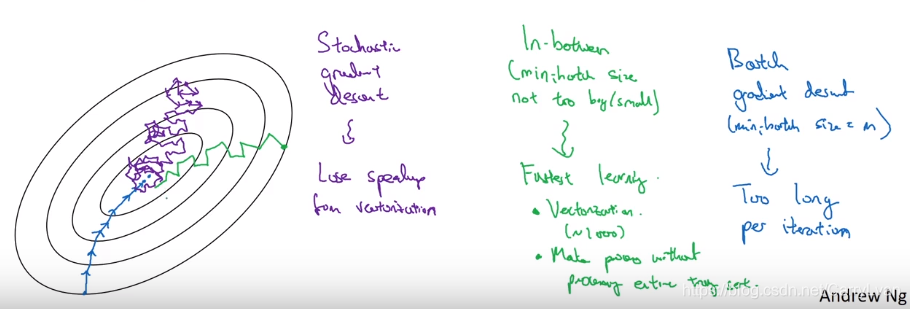 Stochastic
gradient
descent
Lose speedup
from vectorization
In-between
(mini-batch size
not too big/small)
Fastest learning.
• Vectorization.
(~1000)
• Make progress without
processing entire training set.
Batch
gradient descent
(mini-batch size = m)
Too long
per iteration
https://blog.csdn.net/
Andrew Ng